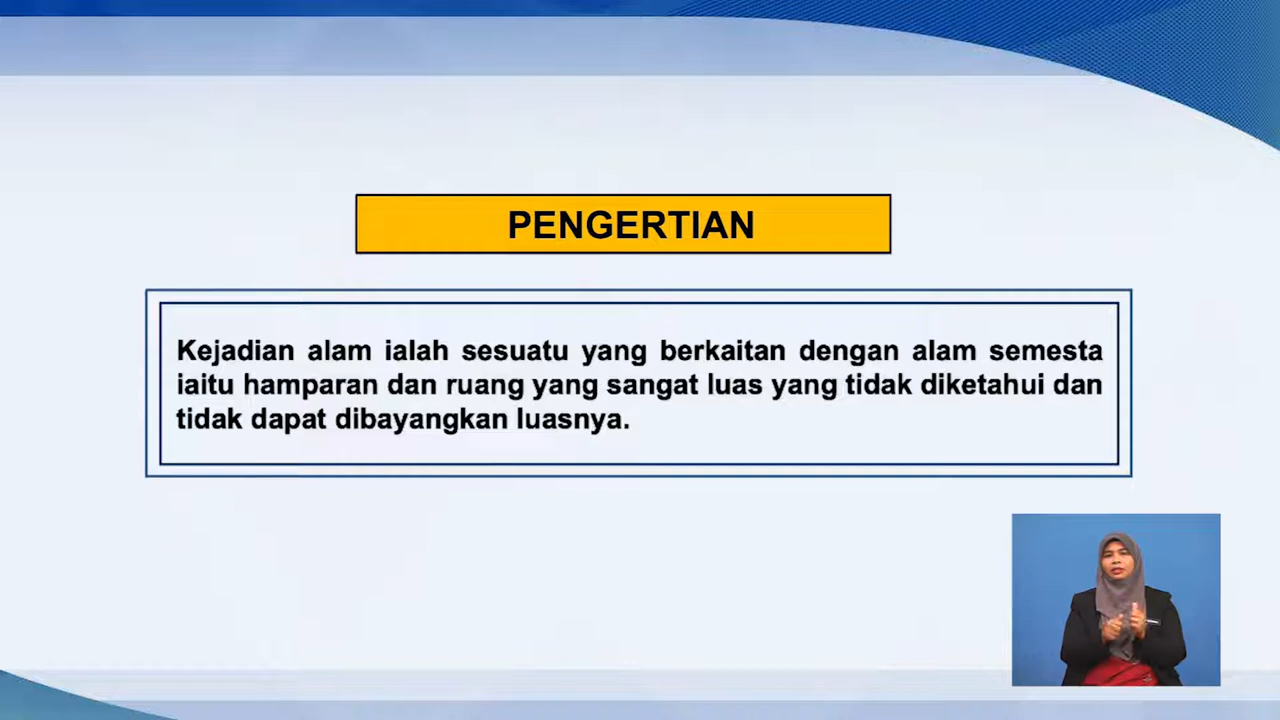 PENGERTIAN
Kejadian alam ialah sesuatu yang berkaitan dengan alam semesta
iaitu hamparan dan ruang yang sangat luas yang tidak diketahui dan
tidak dapat dibayangkan luasnya.